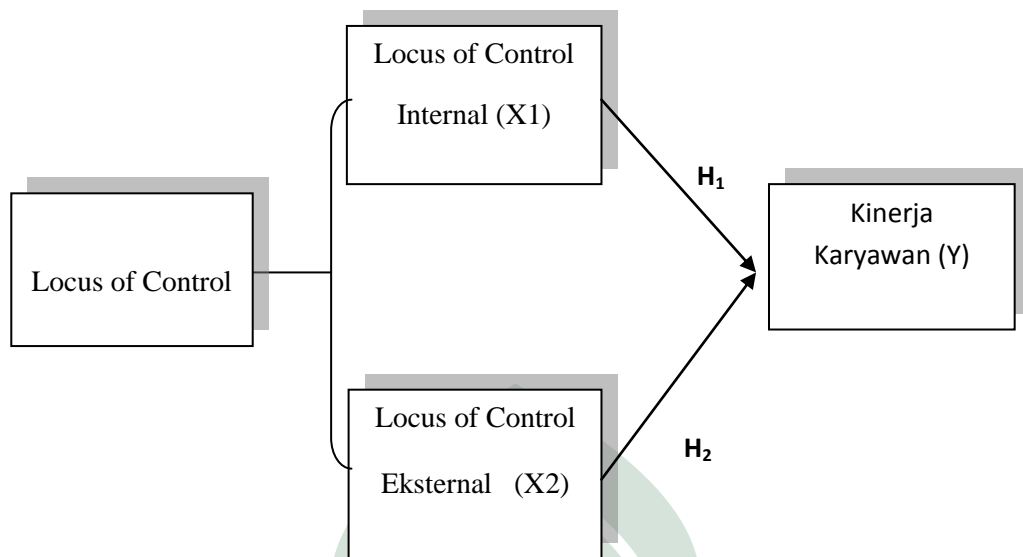 Locus of Control
Internal (X1)
H₁
Kinerja
Karyawan (Y)
Locus of Control
Locus of Control
Eksternal (X2)
H₂